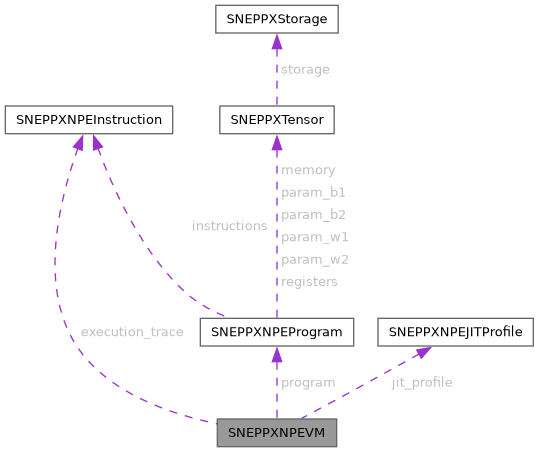 SNEPPXStorage
storage
SNEPPXNPEInstruction
SNEPPXTensor
memory
param_b1
param_b2
param_w1
param_w2
registers
instructions
execution_trace
SNEPPXNPEProgram
SNEPPXNPEJITProfile
program
jit_profile
SNEPPXNPEVM